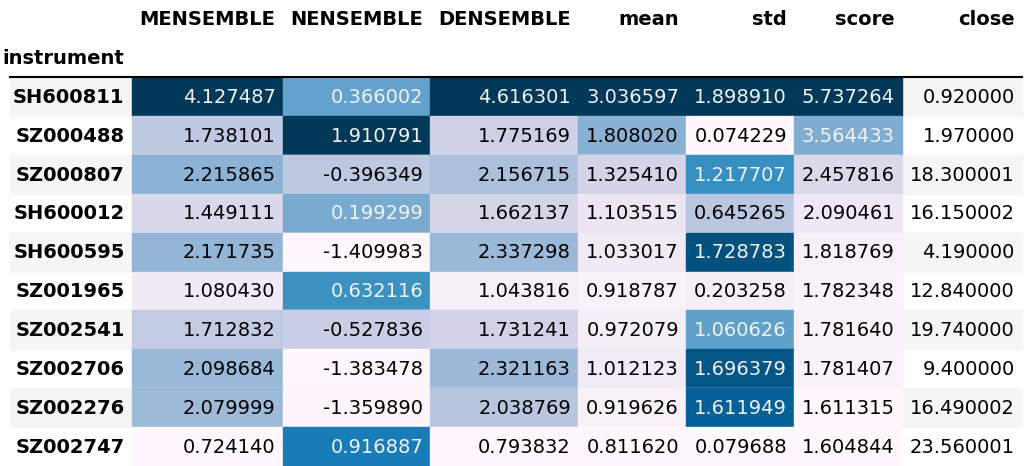 MENSEMBLE NENSEMBLE DENSEMBLE mean std score close
instrument
SH600811 4.127487 0.366002 4.616301 3.036597 1.898910 5.737264 0.920000
SZ000488 1.738101 1.910791 1.775169 1.808020 0.074229 3.564433 1.970000
SZ000807 2.215865 -0.396349 2.156715 1.325410 1.217707 2.457816 18.300001
SH600012 1.449111 0.199299 1.662137 1.103515 0.645265 2.090461 16.150002
SH600595 2.171735 -1.409983 2.337298 1.033017 1.728783 1.818769 4.190000
SZ001965 1.080430 0.632116 1.043816 0.918787 0.203258 1.782348 12.840000
SZ002541 1.712832 -0.527836 1.731241 0.972079 1.060626 1.781640 19.740000
SZ002706 2.098684 -1.383478 2.321163 1.012123 1.696379 1.781407 9.400000
SZ002276 2.079999 -1.359890 2.038769 0.919626 1.611949 1.611315 16.490002
SZ002747 0.724140 0.916887 0.793832 0.811620 0.079688 1.604844 23.560001